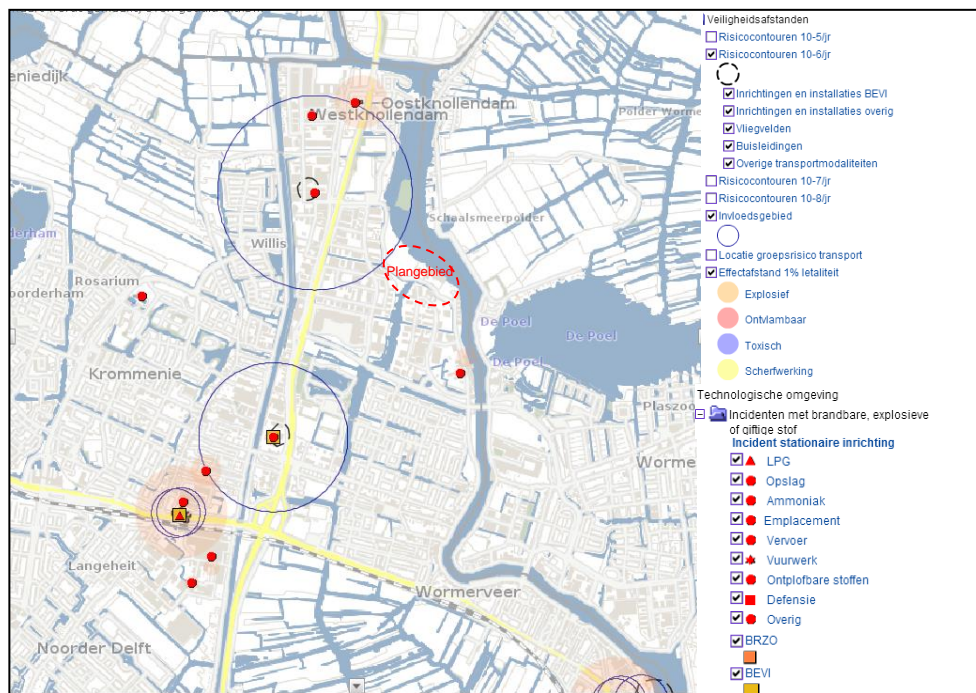 eniedijk
Oostknollendam
Westknollendam
Polder Worme
Schaalsmeerpolder
Willis
derham
Plangebied
Rosarium
oorderham
De Poel
De Poel
Krommenie
Plaszoo
Worme
Langeheit
Wormerveer
Noorder Delft
Veiligheidsafstanden
Risicocontouren 10-5/jr
Risicocontouren 10-6/jr
Inrichtingen en installaties BEVI
Inrichtingen en installaties overig
Vliegvelden
Buisleidingen
Overige transportmodaliteiten
Risicocontouren 10-7/jr
Risicocontouren 10-8/jr
Invloedsgebied
Locatie groepsrisico transport
Effectafstand 1% letaliteit
Explosief
Ontvlambaar
Toxisch
Scherfwerking
Technologische omgeving
Incidenten met brandbare, explosieve
of giftige stof
Incident stationaire inrichting
LPG
Opslag
Ammoniak
Emplacement
Vervoer
Vuurwerk
Ontplofbare stoffen
Defensie
Overig
BRZO
BEVI